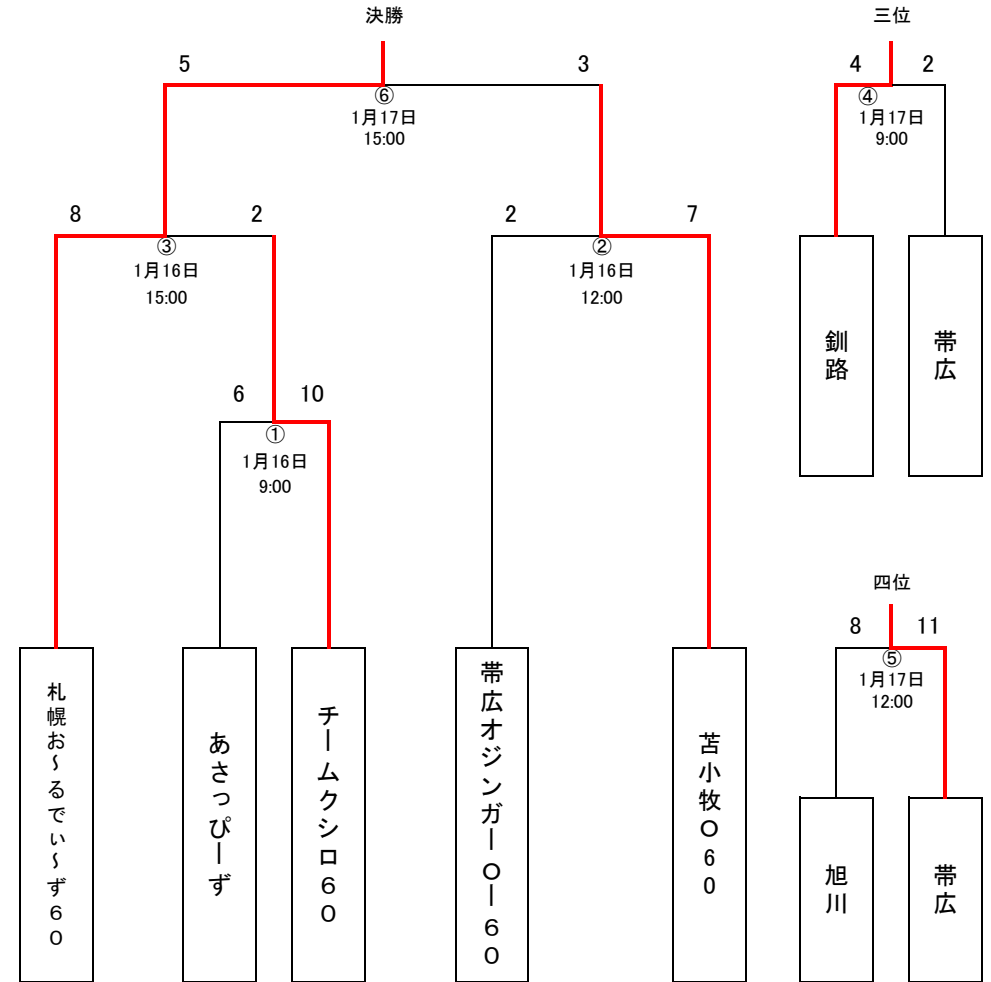 決勝
5
3
⑥
1月17日
15:00
8
2
③
1月16日
15:00
2
7
②
1月16日
12:00
6
10
①
1月16日
9:00
札幌お～るでぃ～ず６０
あさっぴーず
チームクシロ６０
帯広オジンガーＯー６０
苫小牧Ｏ６０
三位
4
2
④
1月17日
9:00
釧路
帯広
四位
8
11
⑤
1月17日
12:00
旭川
帯広